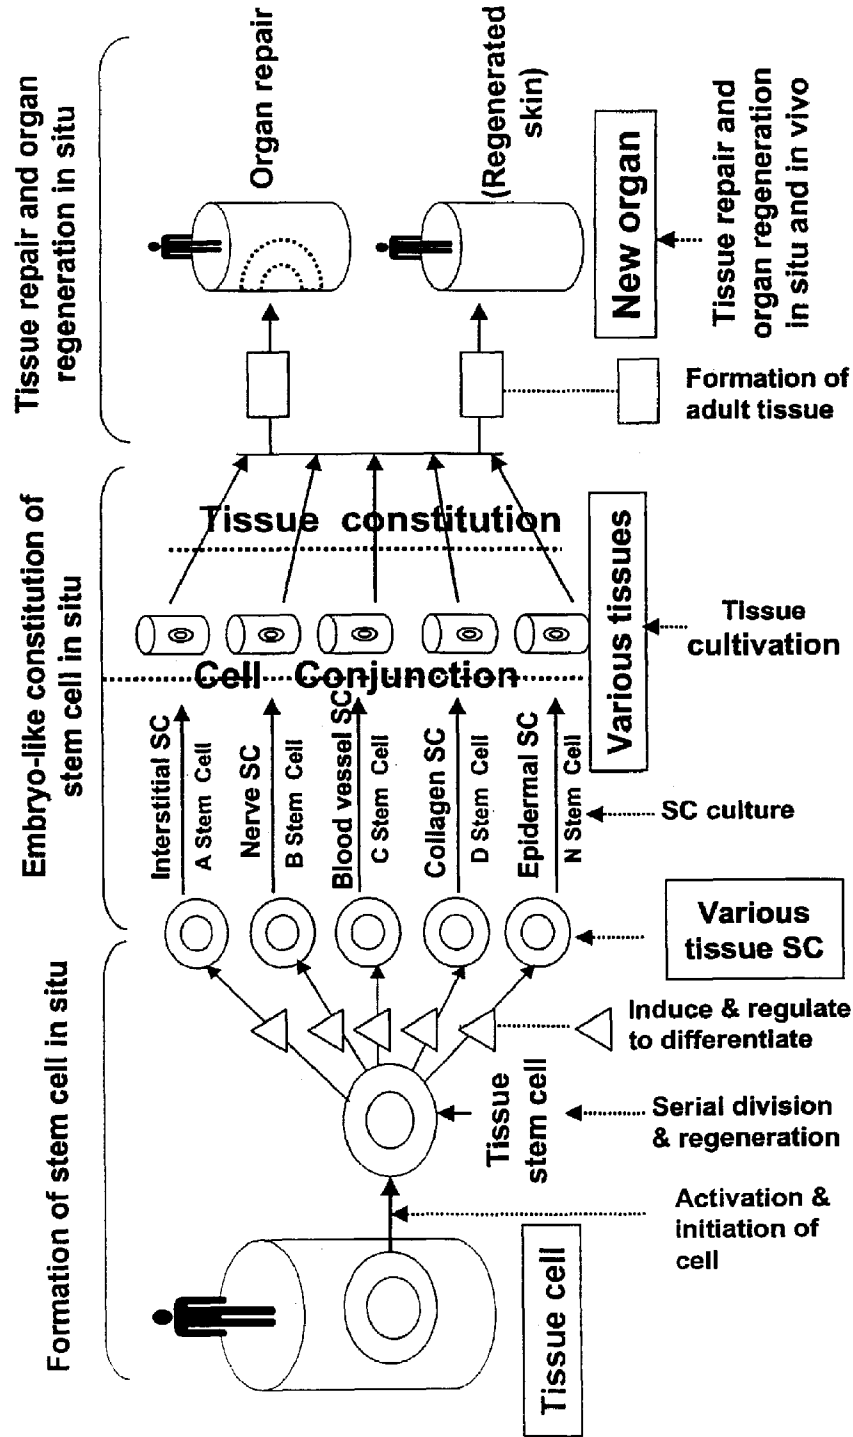 Formation of stem cell in situ
Embryo-like constitution of
stem cell in situ
Tissue repair and organ
regeneration in situ
Interstitial SC
A Stem Cell
Nerve SC
B Stem Cell
Blood vessel SC
C Stem Cell
Collagen SC
D Stem Cell
Epidermal SC
N Stem Cell
Cell Conjunction
Tissue constitution
Organ repair
(Regenerated
skin)
Tissue
stem cell
Tissue cell
Various tissues
New organ
Activation &
initiation of
cell
Serial division
& regeneration
Induce & regulate
to differentiate
Various
tissue SC
SC culture
Tissue
cultivation
Formation of
adult tissue
Tissue repair and
organ regeneration
in situ and in vivo